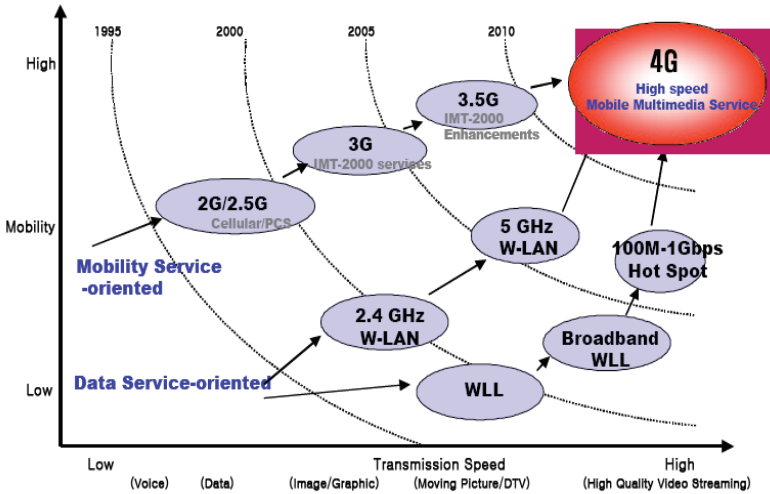 1995
2000
2005
2010
High
4G
High speed
Mobile Multimedia Service
3.5G
IMT-2000
Enhancements
3G
IMT-2000 services
2G/2.5G
Cellular/PCS
Mobility
5 GHz
W-LAN
100M-1Gbps
Hot Spot
Mobility Service
-oriented
2.4 GHz
W-LAN
Broadband
WLL
Data Service-oriented
WLL
Low
Low
Transmission Speed
High
(Voice)
(Data)
(Image/Graphic)
(Moving Picture/DTV)
(High Quality Video Streaming)